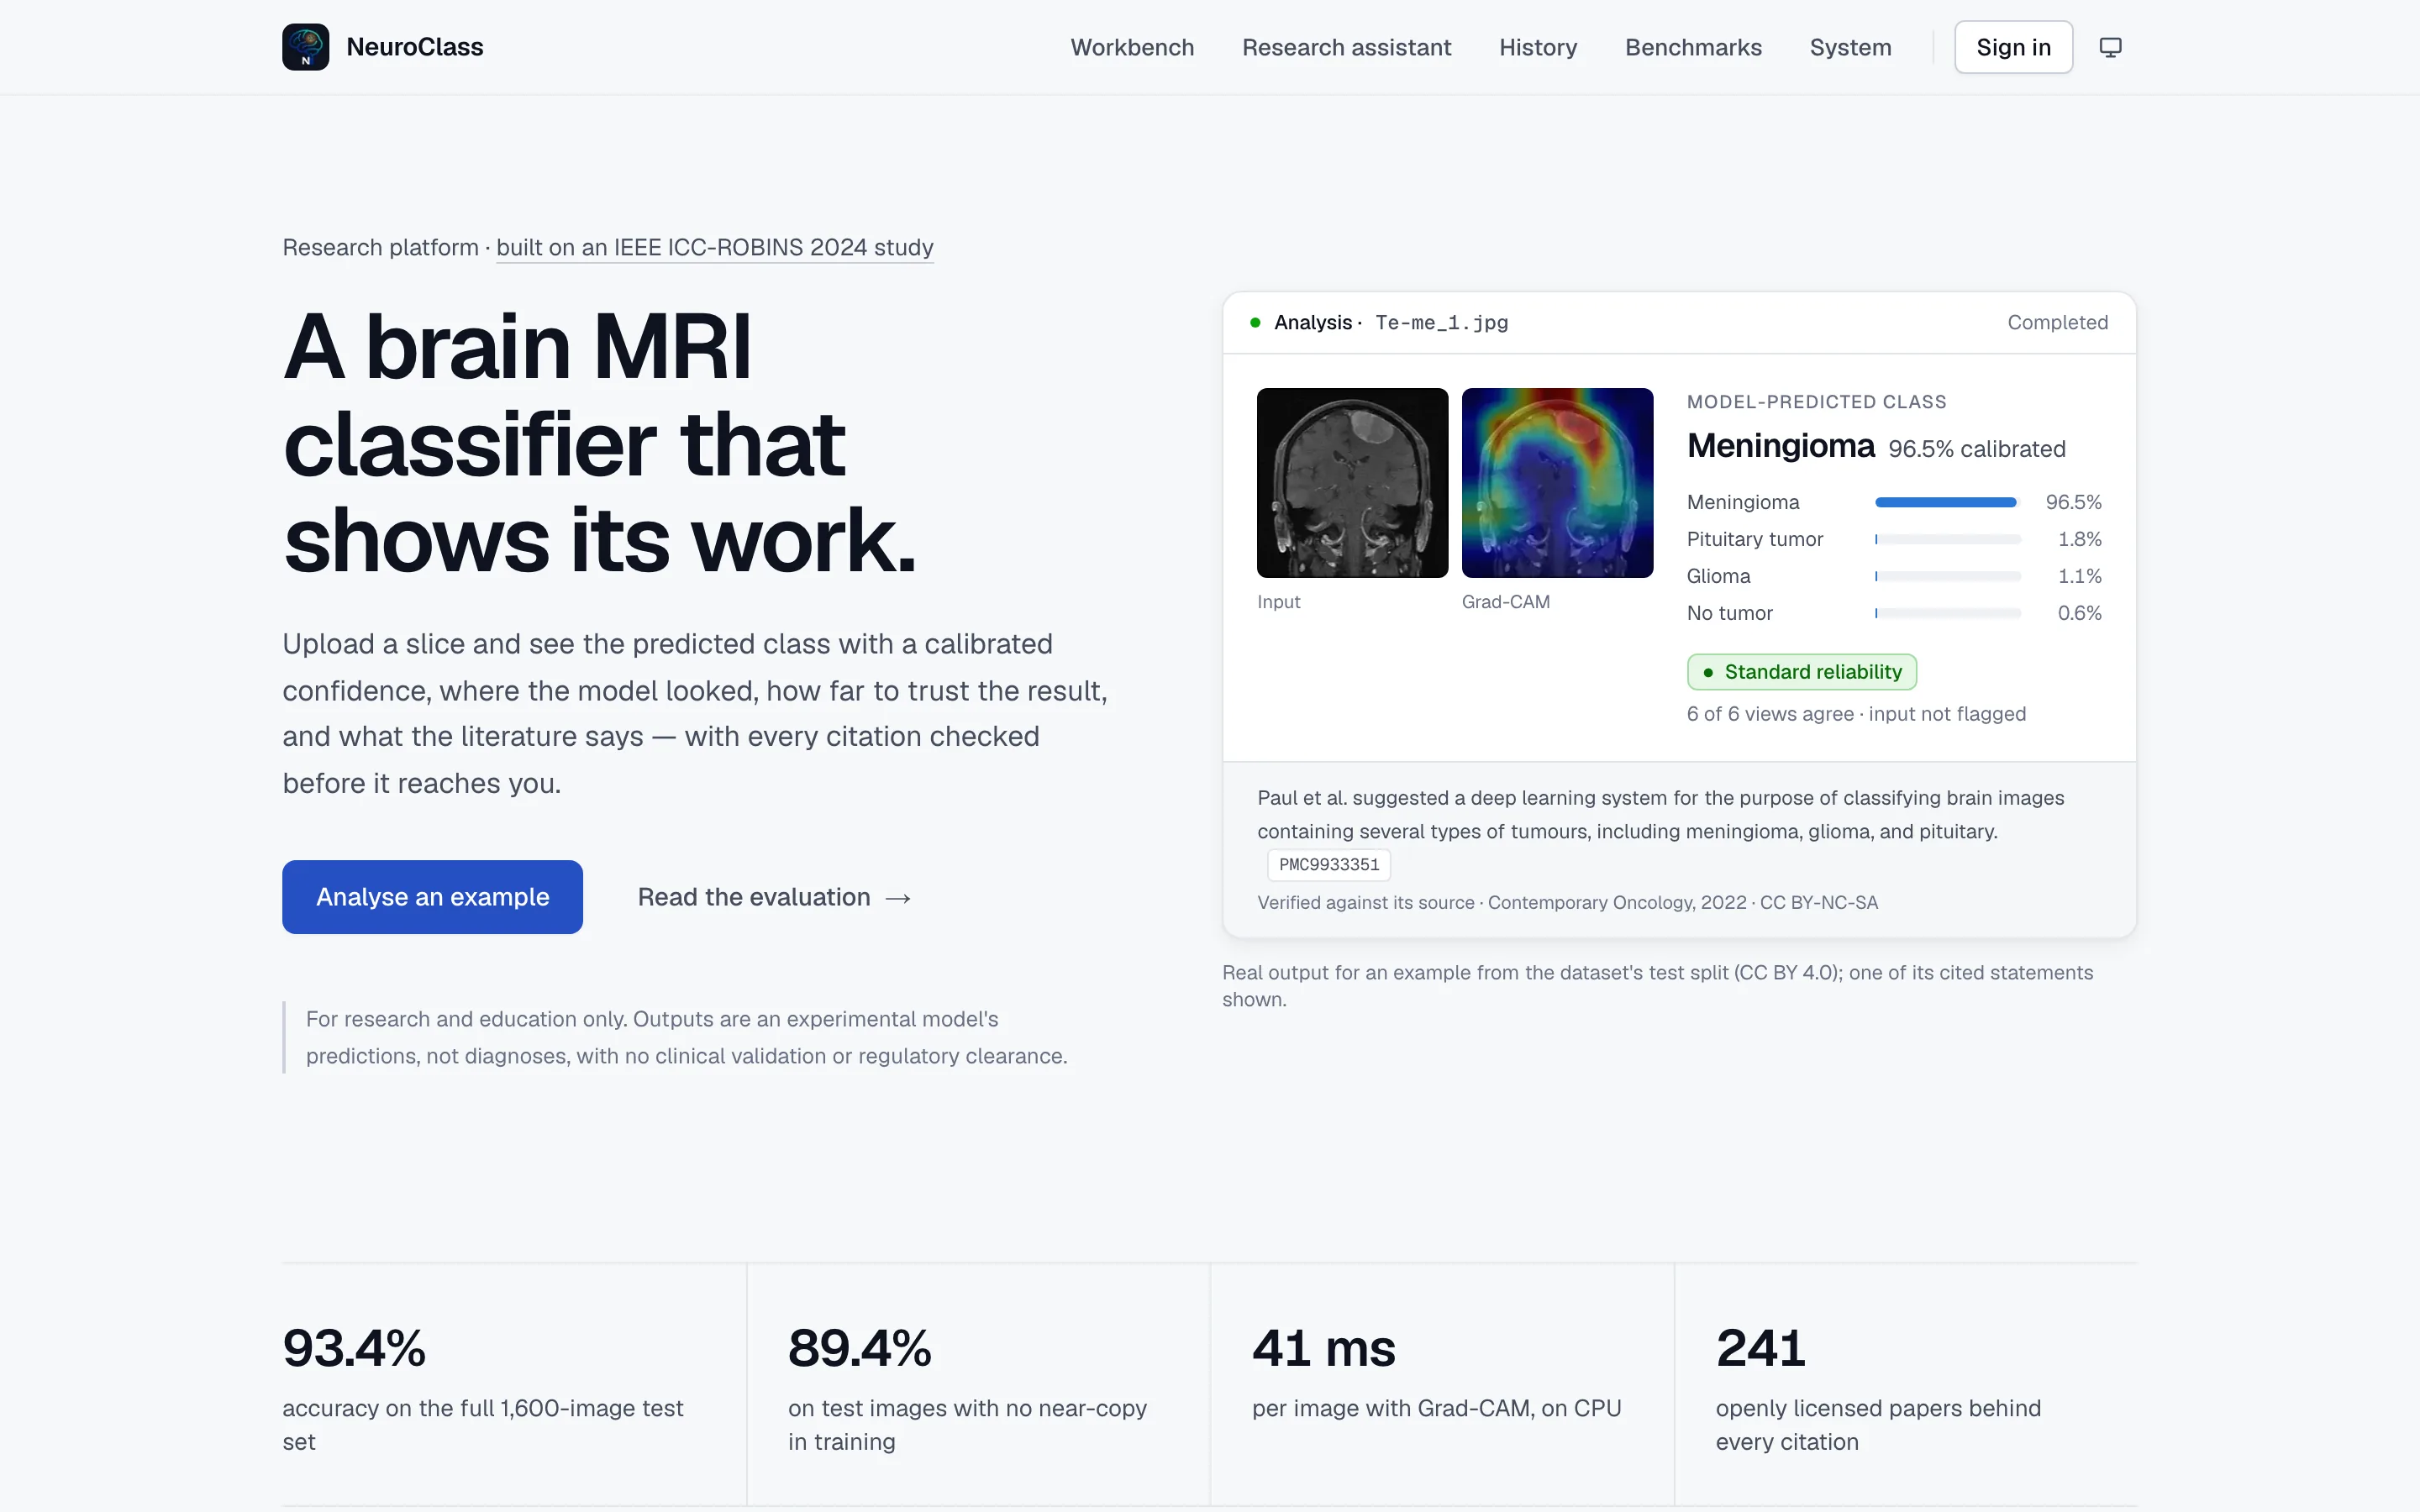 N
NeuroClass
Workbench
Research assistant
History
Benchmarks
System
Sign in
Research platform · built on an IEEE ICC-ROBINS 2024 study
A brain MRI
classifier that
shows its work.
Upload a slice and see the predicted class with a calibrated
confidence, where the model looked, how far to trust the result,
and what the literature says — with every citation checked
before it reaches you.
Analyse an example
Read the evaluation →
For research and education only. Outputs are an experimental model's
predictions, not diagnoses, with no clinical validation or regulatory clearance.
Analysis · Te-me_1.jpg
Completed
Input
Grad-CAM
MODEL-PREDICTED CLASS
Meningioma 96.5% calibrated
Meningioma 96.5%
Pituitary tumor 1.8%
Glioma 1.1%
No tumor 0.6%
Standard reliability
6 of 6 views agree · input not flagged
Paul et al. suggested a deep learning system for the purpose of classifying brain images
containing several types of tumours, including meningioma, glioma, and pituitary.
PMC9933351
Verified against its source · Contemporary Oncology, 2022 · CC BY-NC-SA
Real output for an example from the dataset's test split (CC BY 4.0); one of its cited statements
shown.
93.4%
accuracy on the full 1,600-image test
set
89.4%
on test images with no near-copy
in training
41 ms
per image with Grad-CAM, on CPU
241
openly licensed papers behind
every citation